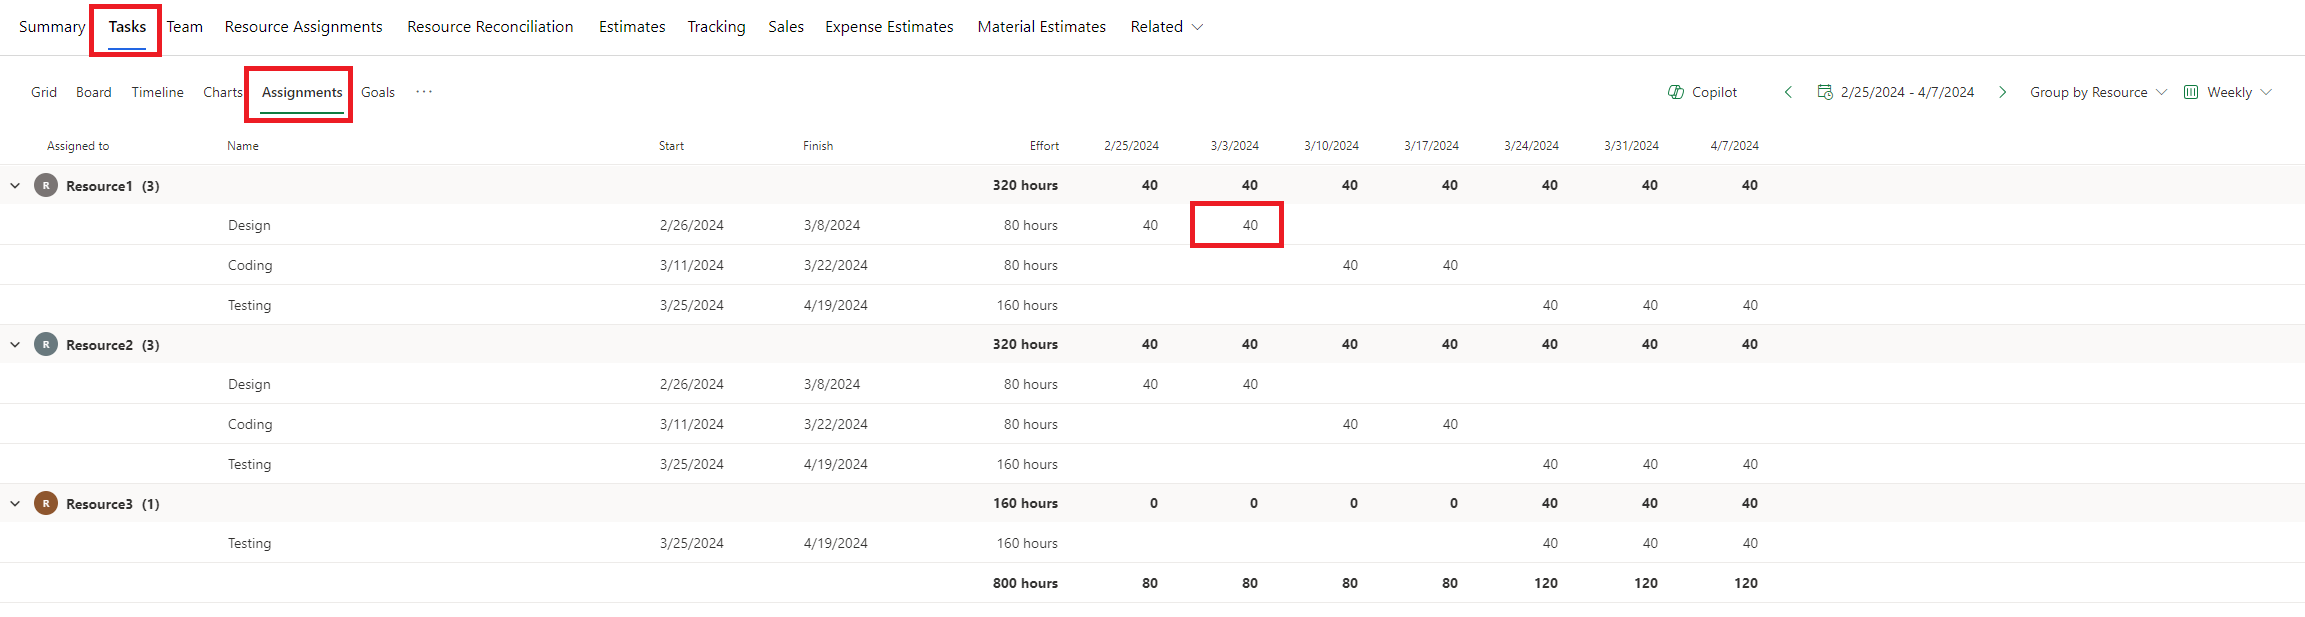 Summary Tasks Team Resource Assignments Resource Reconciliation Estimates Tracking Sales Expense Estimates Material Estimates Related
Grid Board Timeline Charts Assignments Goals ··· Copilot 2/25/2024 - 4/7/2024 Group by Resource Weekly
Assigned to Name Start Finish Effort 2/25/2024 3/3/2024 3/10/2024 3/17/2024 3/24/2024 3/31/2024 4/7/2024
R Resource1 (3) 320 hours 40 40 40 40 40 40 40
Design 2/26/2024 3/8/2024 80 hours 40 40
Coding 3/11/2024 3/22/2024 80 hours 40 40
Testing 3/25/2024 4/19/2024 160 hours 40 40 40
R Resource2 (3) 320 hours 40 40 40 40 40 40 40
Design 2/26/2024 3/8/2024 80 hours 40 40
Coding 3/11/2024 3/22/2024 80 hours 40 40
Testing 3/25/2024 4/19/2024 160 hours 40 40 40
R Resource3 (1) 160 hours 0 0 0 0 40 40 40
Testing 3/25/2024 4/19/2024 160 hours 40 40 40
800 hours 80 80 80 80 120 120 120